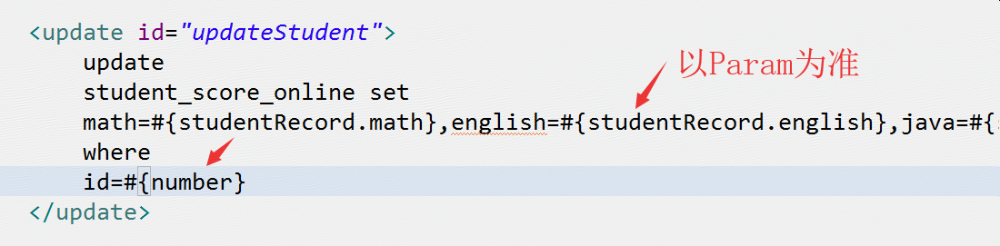 <update id="updateStudent">
以Param为准
update
student_score_online set
math=#{studentRecord.math},english=#{studentRecord.english},java=#{
where
id=#{number}
</update>